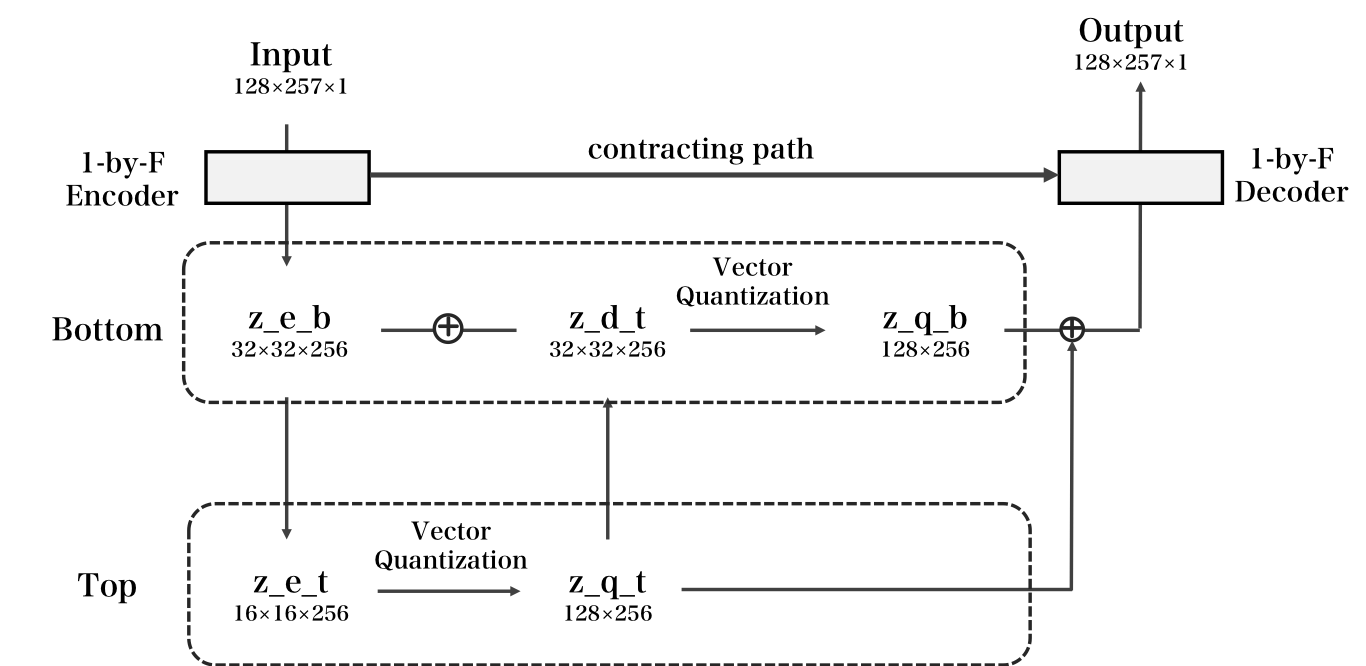 Input
128×257×1
Output
128×257×1
1-by-F
Encoder
contracting path
1-by-F
Decoder
Bottom
z_e_b
32×32×256
z_d_t
32×32×256
Vector
Quantization
z_q_b
128×256
Top
z_e_t
16×16×256
Vector
Quantization
z_q_t
128×256